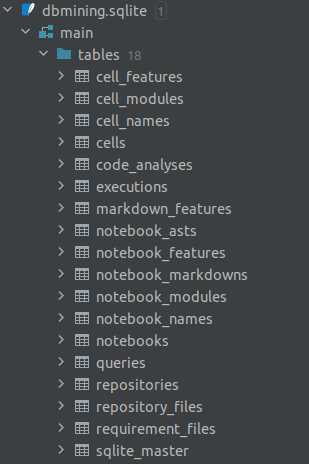 dbmining.sqlite 1
main
tables 18
cell_features
cell_modules
cell_names
cells
code_analyses
executions
markdown_features
notebook_asts
notebook_features
notebook_markdowns
notebook_modules
notebook_names
notebooks
queries
repositories
repository_files
requirement_files
sqlite_master